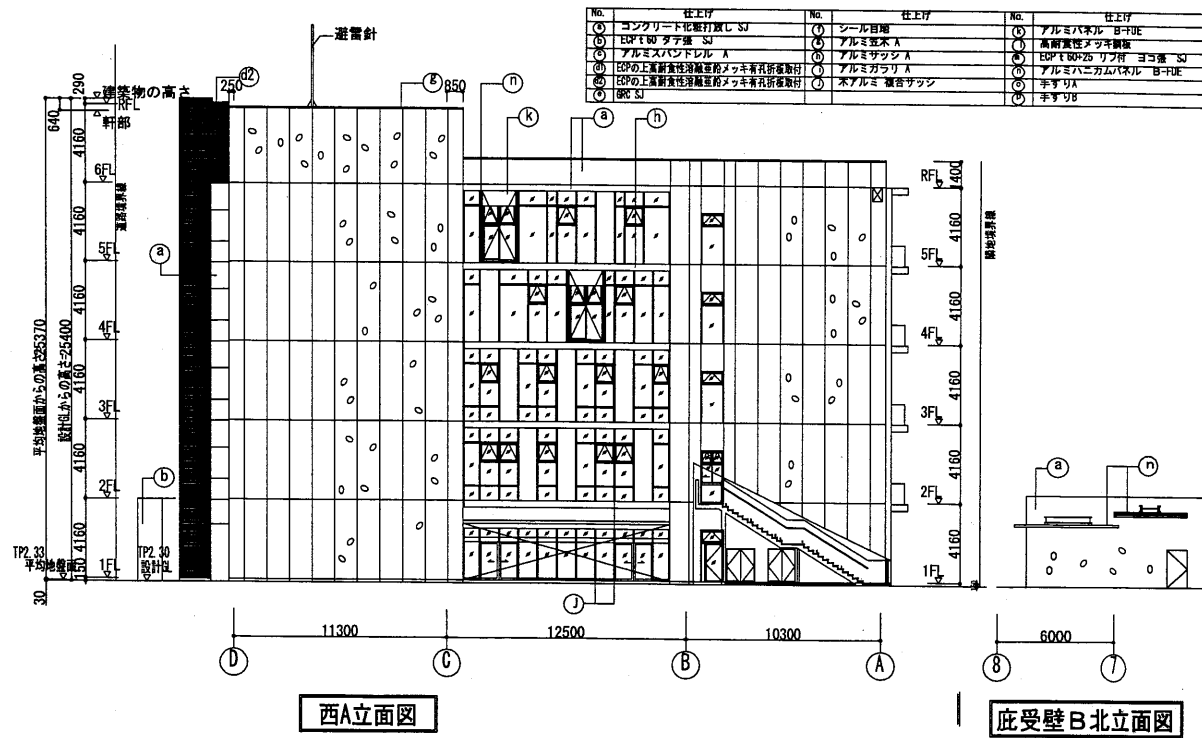 No. 仕上げ No. 仕上げ No. 仕上げ
a コンクリート化粧打放し SJ f シール目地 k アルミパネル B-FUE
b ECPt60 タテ張 SJ g アルミ笠木 A l 高耐食性メッキ鋼板
c アルミスパンドレル A h アルミサッシ A m ECPt60+25 リブ付 ヨコ張 SJ
d1 ECPの上高耐食性溶融亜鉛メッキ有孔折板取付 i アルミガラリ A n アルミハニカムパネル B-FUE
d2 ECPの上高耐食性溶融亜鉛メッキ有孔折板取付 j 木アルミ 複合サッシ o 手すりA
e GRC SJ p 手すりB
避雷針
250 d2 g 850 n k a h
290
建築物の高さ
RFL
640
軒部
4160
6FL
道路境界線
4160
5FL
a
4160
4FL
平均地盤面からの高さ25370
設計GLからの高さ=25400
4160
3FL
4160
b
2FL
4160
TP2.33
平均地盤面
TP2.30
設計GL
150
1FL
30
RFL
1400
4160
5FL
4160
4FL
4160
3FL
4160
2FL
4160
1FL
隣地境界線
J
a n
11300 12500 10300 6000
D C B A 8 7
西A立面図
庇受壁B北立面図